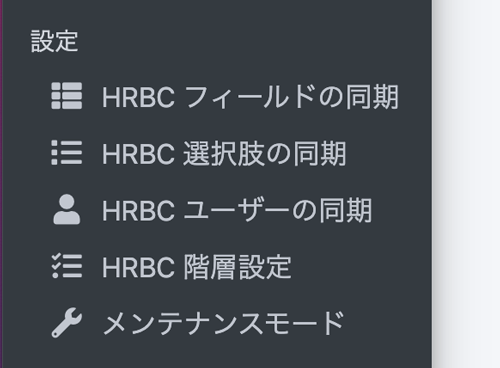 設定
HRBC フィールドの同期
HRBC 選択肢の同期
HRBC ユーザーの同期
HRBC 階層設定
メンテナンスモード